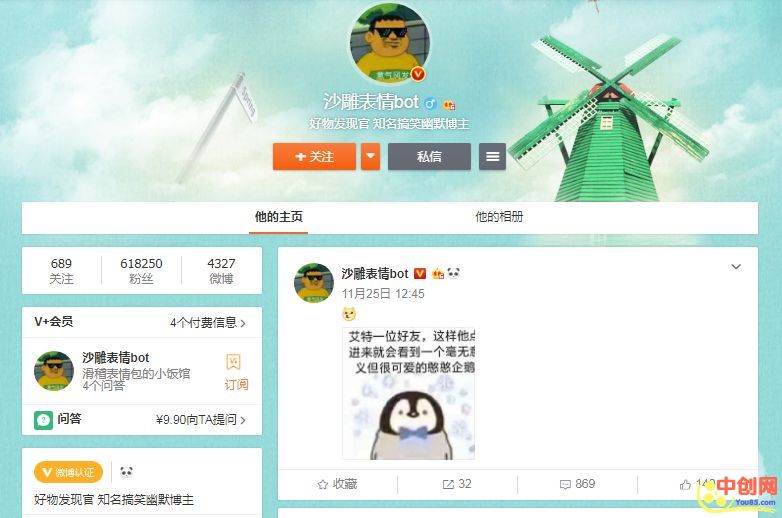 意气风发
沙雕表情bot
好物发现官 知名搞笑幽默博主
+ 关注
私信
Spring
他的主页
他的相册
689
618250
4327
关注
粉丝
微博
V+会员
4个付费信息 >
沙雕表情bot
滑稽表情包的小饭馆
4个问答
V+
订阅
问答
¥9.90向TA提问 >
微博认证
好物发现官 知名搞笑幽默博主
沙雕表情bot
11月25日 12:45
艾特一位好友，这样他点
进来就会看到一个毫无意
义但很可爱的憨憨企鹅
收藏
32
869
中创网
You85.com